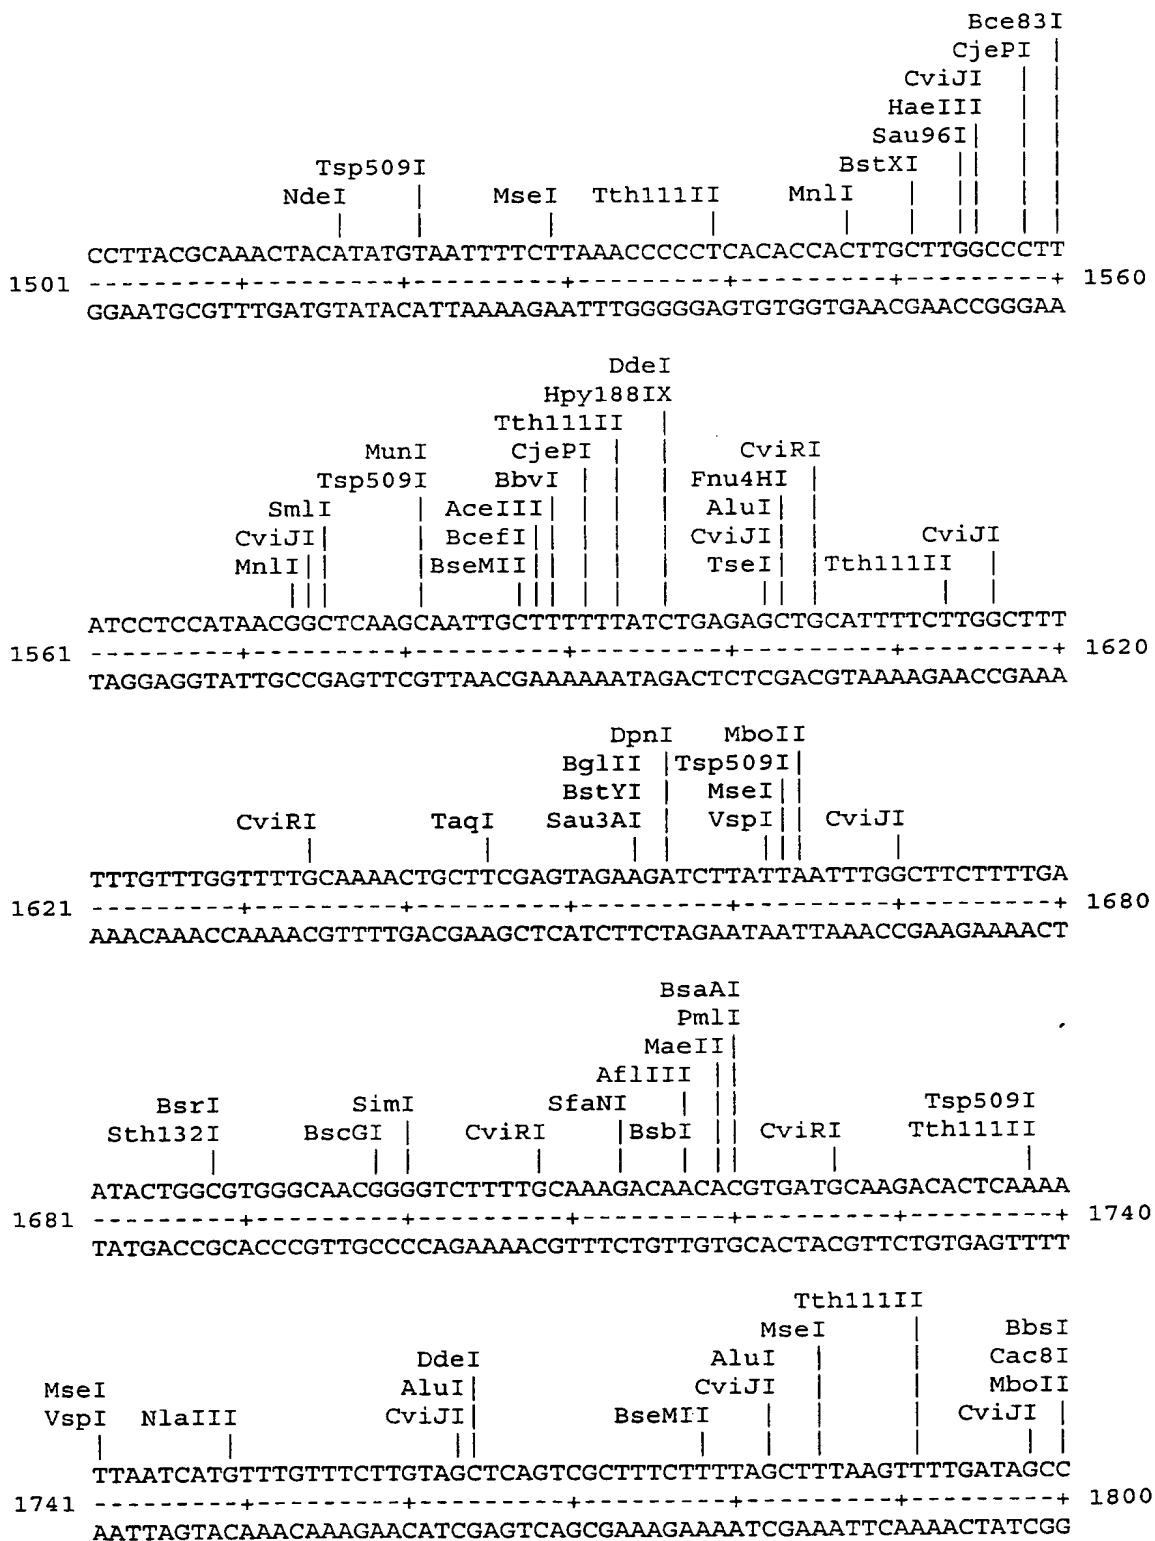 Bce83I
CjePI |
CviJI | |
HaeIII | |
Sau96I| | |
Tsp509I BstXI || | |
NdeI | MseI Tth111II MnlI | || | |
| | | | | | || | |
CCTTACGCAAACTACATATGTAATTTTCTTAAACCCCCTCACACCACTTGCTTGGCCCTT
1501 ---------+---------+---------+---------+---------+---------+ 1560
GGAATGCGTTTGATGTATACATTAAAAGAATTTGGGGGAGTGTGGTGAACGAACCGGGAA
DdeI
Hpy188IX
Tth111II |
MunI CjePI | | CviRI
Tsp509I BbvI | | | Fnu4HI |
SmlI | AceIII| | | | AluI| |
CviJI| | BcefI|| | | | CviJI| | CviJI
MnlI|| | BseMII|| | | | TseI| |Tth111II |
||| | ||| | | | || | | |
ATCCTCCATAACGGCTCAAGCAATTGCTTTTTTTATCTGAGAGCTGCATTTTCTTGGCTTT
1561 ---------+---------+---------+---------+---------+---------+ 1620
TAGGAGGTATTGCCGAGTTCGTTAACGAAAAAAATAGACTCTCGACGTAAAAGAACCGAAA
DpnI MboII
BglII |Tsp509I|
BstYI | MseI||
CviRI TaqI Sau3AI | VspI|| CviJI
| | | | ||| |
TTTGTTTGGTTTTGCAAAACTGCTTCGAGTAGAAGATCTTATTAATTTGGCTTCTTTTGA
1621 ---------+---------+---------+---------+---------+---------+ 1680
AAACAAACCAAAACGTTTTGACGAAGCTCATCTTCTAGAATAATTAAACCGAAGAAAACT
BsaAI
PmlI
MaeII|
AflIII ||
BsrI SimI SfaNI | || Tsp509I
Sth132I BscGI | CviRI |BsbI || CviRI Tth111II
| | | | | | || | |
ATACTGGCGTGGGCAACGGGGTCTTTTGCAAAGACAACACGTGATGCAAGACACTCAAAA
1681 ---------+---------+---------+---------+---------+---------+ 1740
TATGACCGCACCCGTTGCCCCAGAAAACGTTTCTGTTGTGCACTACGTTCTGTGAGTTTT
Tth111II
MseI | BbsI
DdeI AluI | | Cac8I
MseI AluI| CviJI | | MboII
VspI NlaIII CviJI| BseMII | | | CviJI |
| | || | | | | | |
TTAATCATGTTTGTTTCTTGTAGCTCAGTCGCTTTCTTTTAGCTTTAAGTTTTGATAGCC
1741 ---------+---------+---------+---------+---------+---------+ 1800
AATTAGTACAAACAAAGAACATCGAGTCAGCGAAAGAAAATCGAAATTCAAAACTATCGG